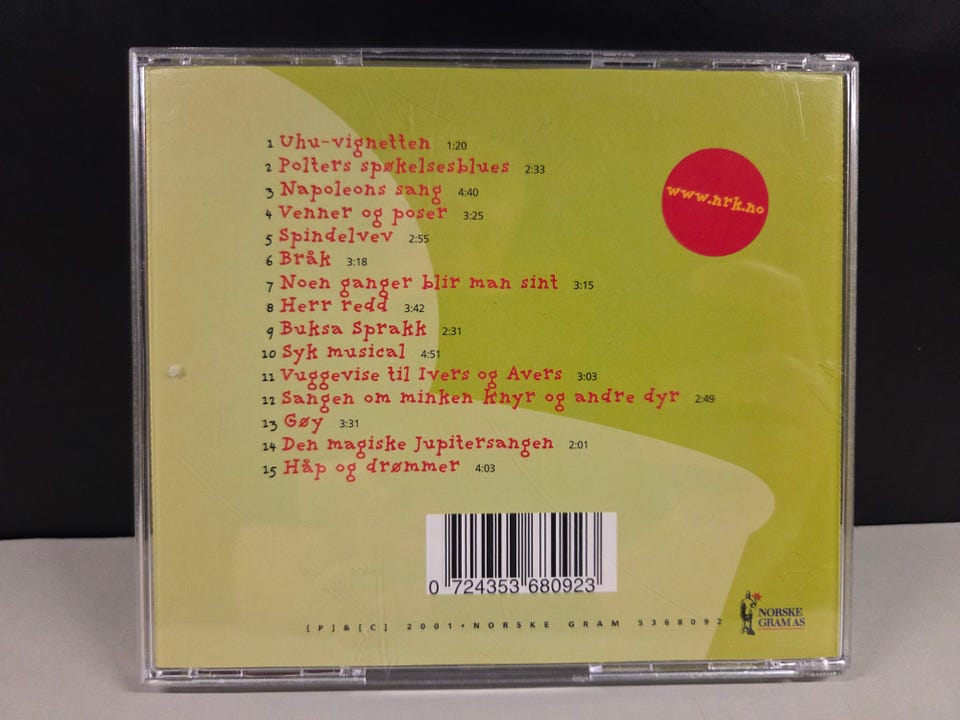 1 Uhu-vignetten 1:20
2 Polters spøkelsesblues 2:33
3 Napoleons sang 4:40
4 Venner og poser 3:25
5 Spindelvev 2:55
6 Bråk 3:18
7 Noen ganger blir man sint 3:15
8 Herr redd 3:42
9 Buksa Sprakk 2:31
10 Syk musical 4:51
11 Vuggevise til Ivers og Avers 3:03
12 Sangen om minken Knyr og andre dyr 2:49
13 Gøy 3:31
14 Den magiske Jupitersangen 2:01
15 Håp og drømmer 4:03
www.nrk.no
0 724353 680923
[P]&[C] 2001•NORSKE GRAM 5368092
NORSKE
GRAM AS